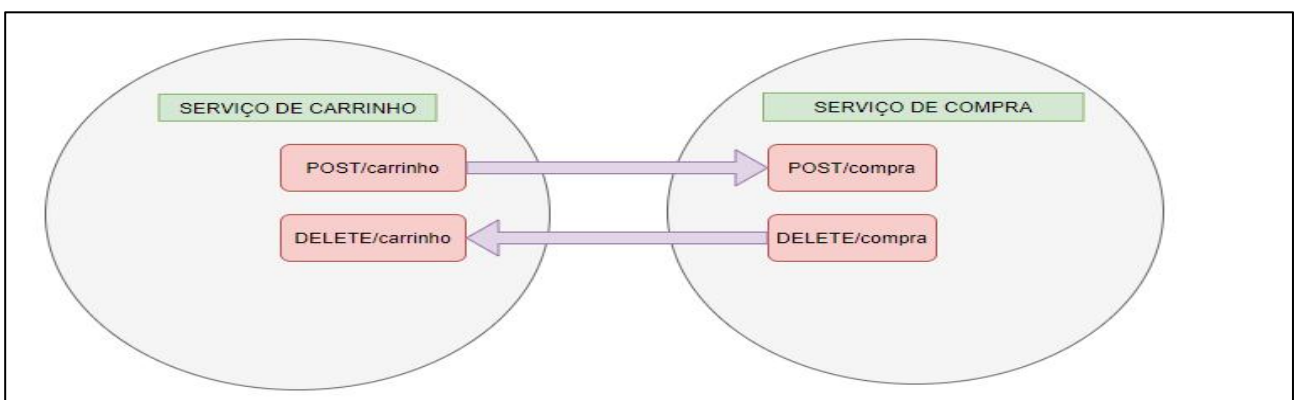 SERVIÇO DE CARRINHO
SERVIÇO DE COMPRA
POST/carrinho
POST/compra
DELETE/carrinho
DELETE/compra